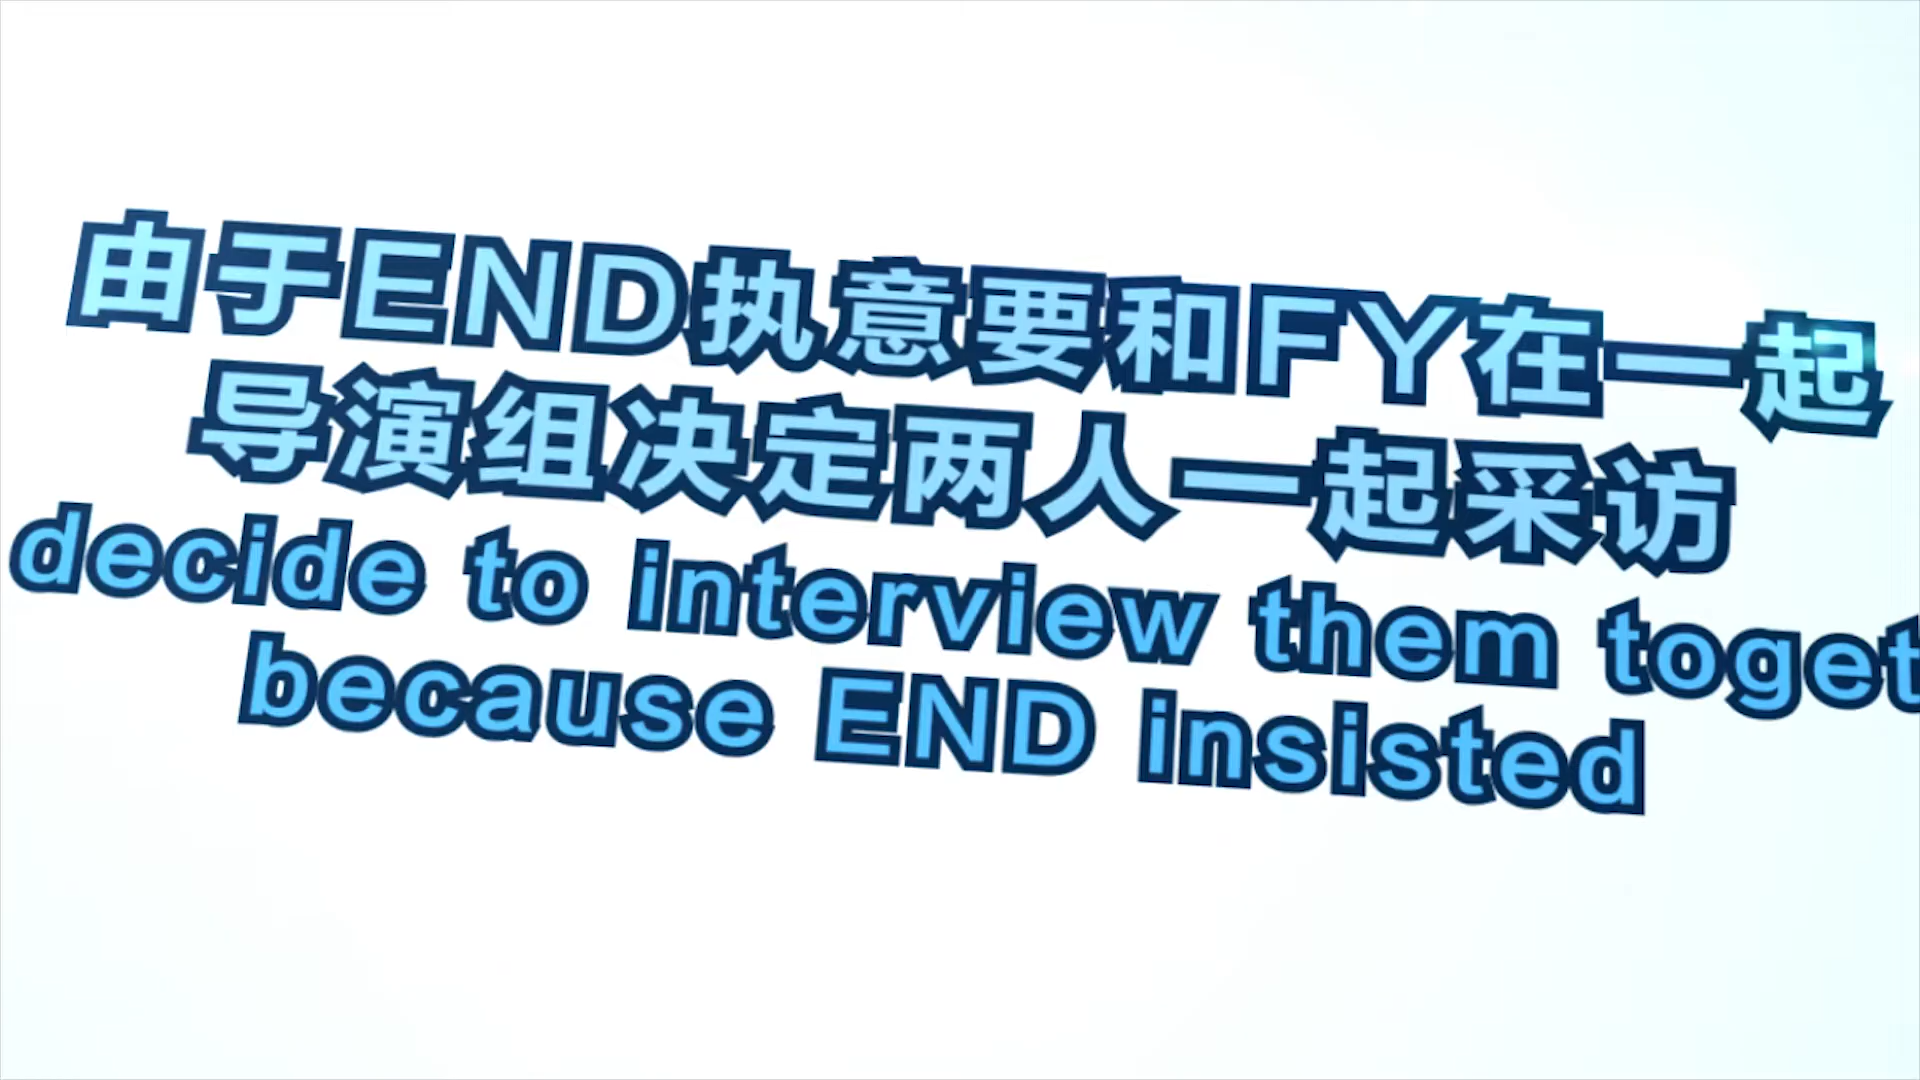 由于END执意要和FY在一起
导演组决定两人一起采访
decide to interview them toget
because END insisted